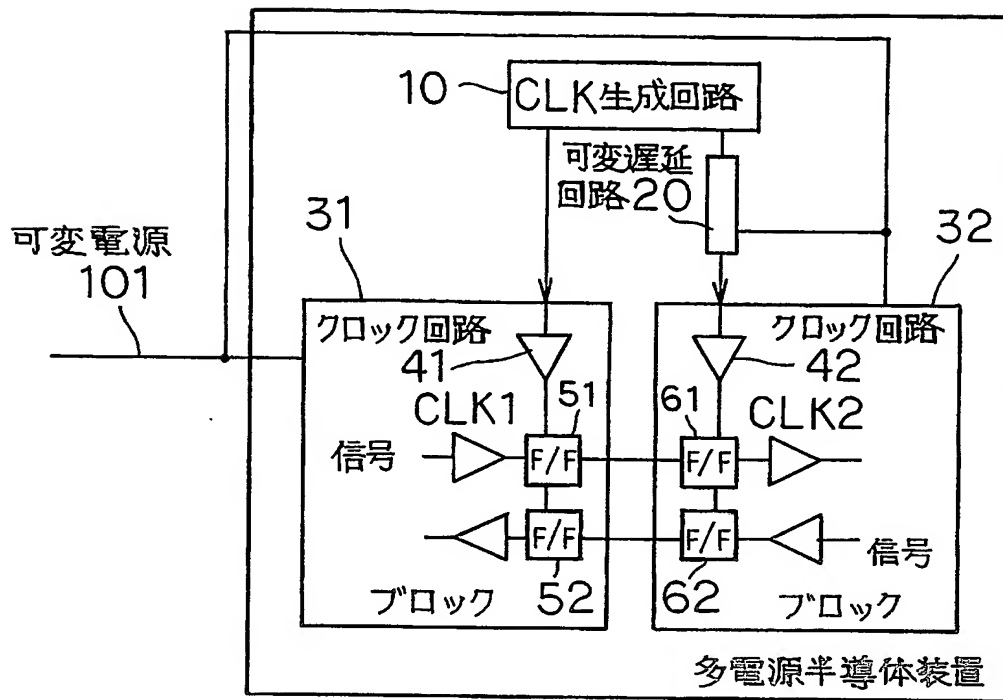 10
CLK生成回路
可変遅延
回路20
31
32
可変電源
101
クロック回路
41
クロック回路
42
CLK1
51
61
CLK2
信号
F/F
F/F
F/F
F/F
信号
ブロック
52
62
ブロック
多電源半導体装置